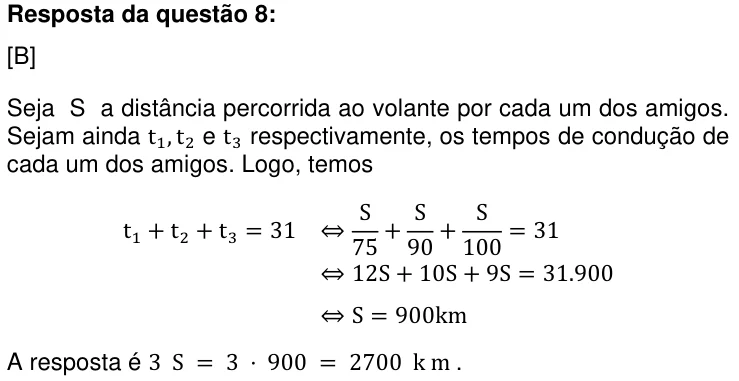 Resposta da questão 8:
[B]
Seja S a distância percorrida ao volante por cada um dos amigos.
Sejam ainda t₁, t₂ e t₃ respectivamente, os tempos de condução de
cada um dos amigos. Logo, temos
t₁ + t₂ + t₃ = 31 ⇔ S/75 + S/90 + S/100 = 31
⇔ 12S + 10S + 9S = 31.900
⇔ S = 900km
A resposta é 3 S = 3 · 900 = 2700 k m .